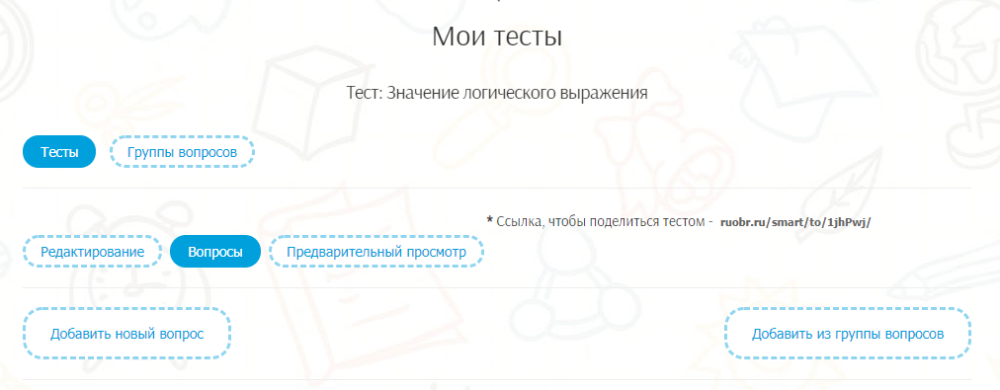 Мои тесты
Тест: Значение логического выражения
Тесты Группы вопросов
* Ссылка, чтобы поделиться тестом - ruobr.ru/smart/to/1jhPwj/
Редактирование Вопросы Предварительный просмотр
Добавить новый вопрос Добавить из группы вопросов